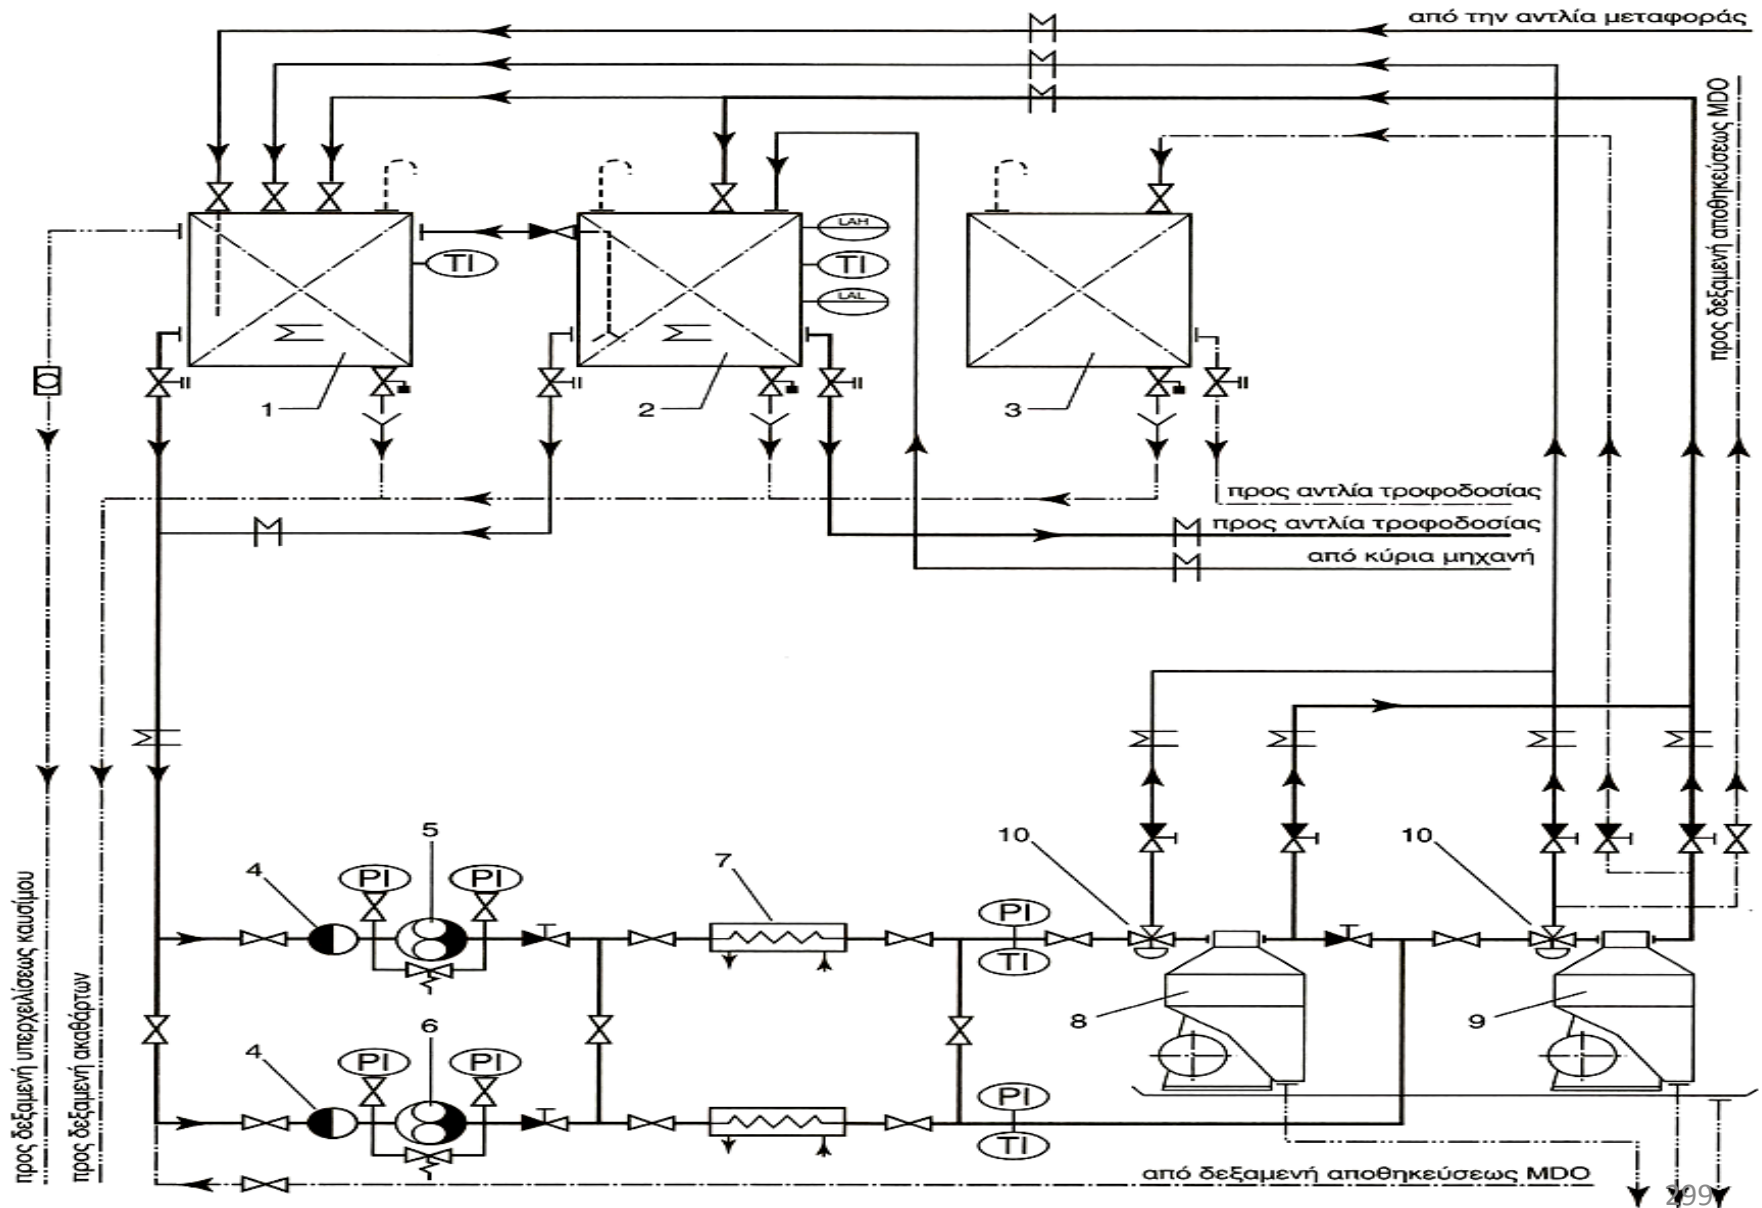 από την αντλία μεταφοράς
προς δεξαμενή αποθηκεύσεως MDO
LAH
TI
TI
LAL
1
2
3
προς αντλία τροφοδοσίας
προς αντλία τροφοδοσίας
από κύρια μηχανή
5
10
10
4
PI
PI
7
PI
TI
8
9
6
4
PI
PI
PI
TI
προς δεξαμενή υπερχειλίσεως καυσίμου
προς δεξαμενή ακαθάρτων
από δεξαμενή αποθηκεύσεως MDO
299